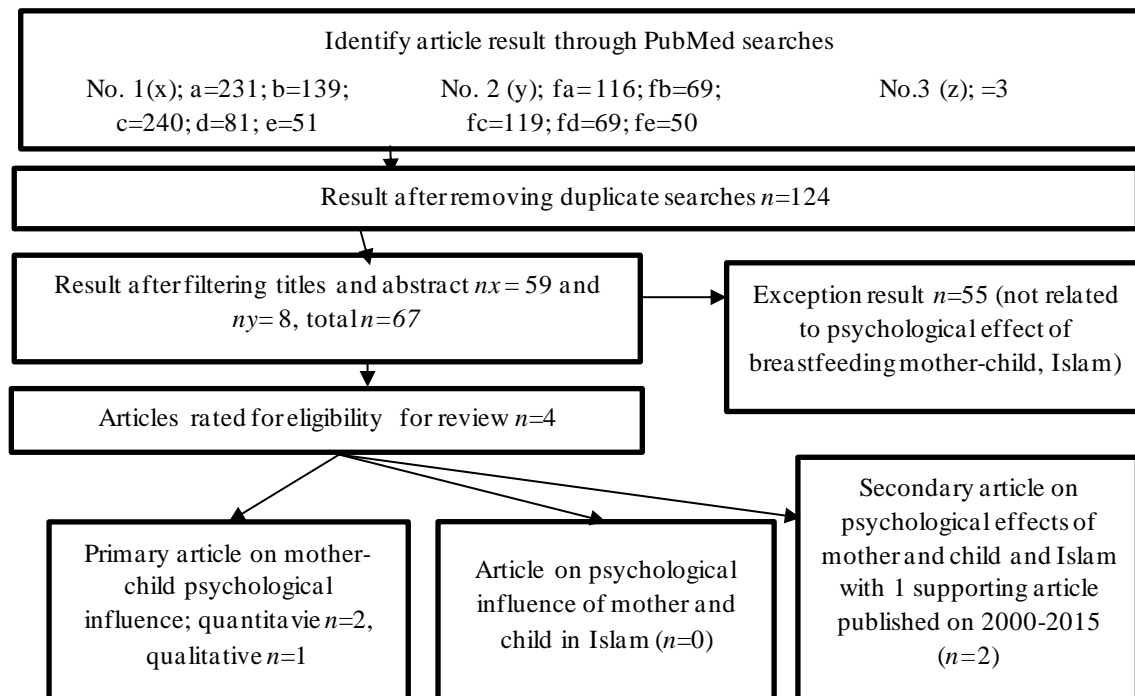 Identify article result through PubMed searches
No. 1(x); a=231; b=139;
c=240; d=81; e=51
No. 2 (y); fa=116; fb=69;
fc=119; fd=69; fe=50
No.3 (z); =3
Result after removing duplicate searches n=124
Result after filtering titles and abstract nx = 59 and
ny= 8, total n=67
Exception result n=55 (not related
to psychological effect of
breastfeeding mother-child, Islam)
Articles rated for eligibility for review n=4
Primary article on mother-
child psychological
influence; quantitavie n=2,
qualitative n=1
Article on psychological
influence of mother and
child in Islam (n=0)
Secondary article on
psychological effects of
mother and child and Islam
with 1 supporting article
published on 2000-2015
(n=2)